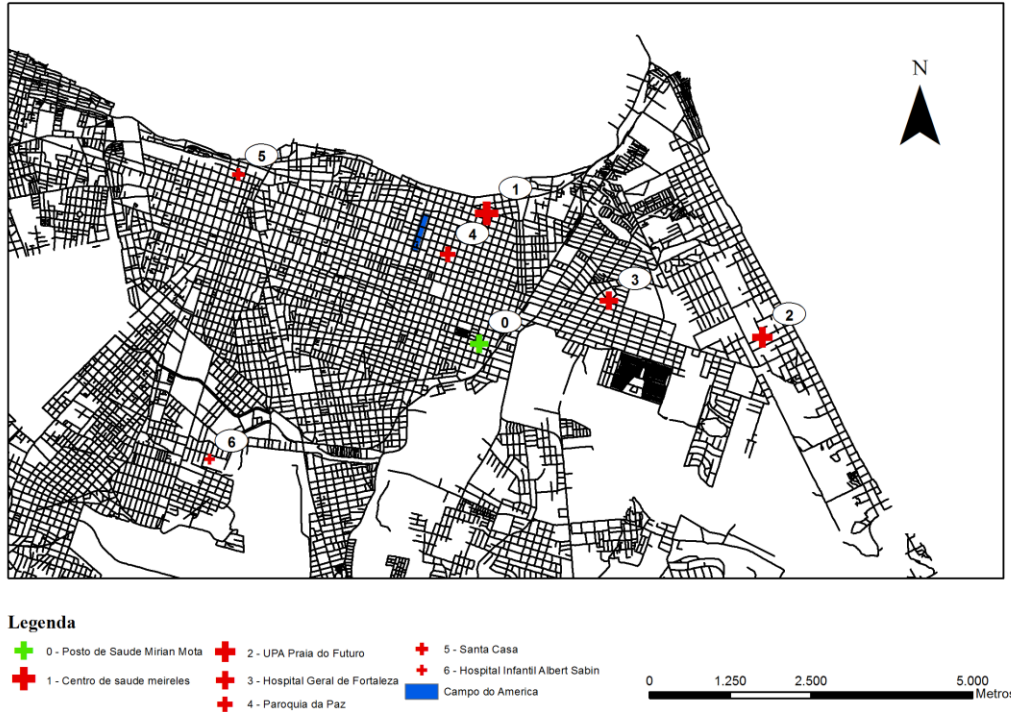 N
5
1
4
3
2
0
6
Legenda
0 - Posto de Saude Mirian Mota
1 - Centro de saude meireles
2 - UPA Praia do Futuro
3 - Hospital Geral de Fortaleza
4 - Paroquia da Paz
5 - Santa Casa
6 - Hospital Infantil Albert Sabin
Campo do America
0 1.250 2.500 5.000
Metros